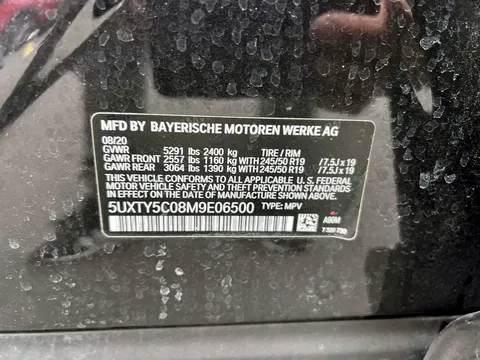 MFD BY BAYERISCHE MOTOREN WERKE AG
08/20
GVWR 5291 lbs 2400 kg TIRE / RIM
GAWR FRONT 2557 lbs 1160 kg WITH 245/50 R19 /7.5J x 19
GAWR REAR 3064 lbs 1390 kg WITH 245/50 R19 /7.5J x 19
THIS VEHICLE CONFORMS TO ALL APPLICABLE U.S. FEDERAL
MOTOR VEHICLE SAFETY AND THEFT PREVENTION STANDARDS
IN EFFECT ON THE DATE OF MANUFACTURE SHOWN ABOVE.
5UXTY5C08M9E06500 TYPE: MPV
A90M